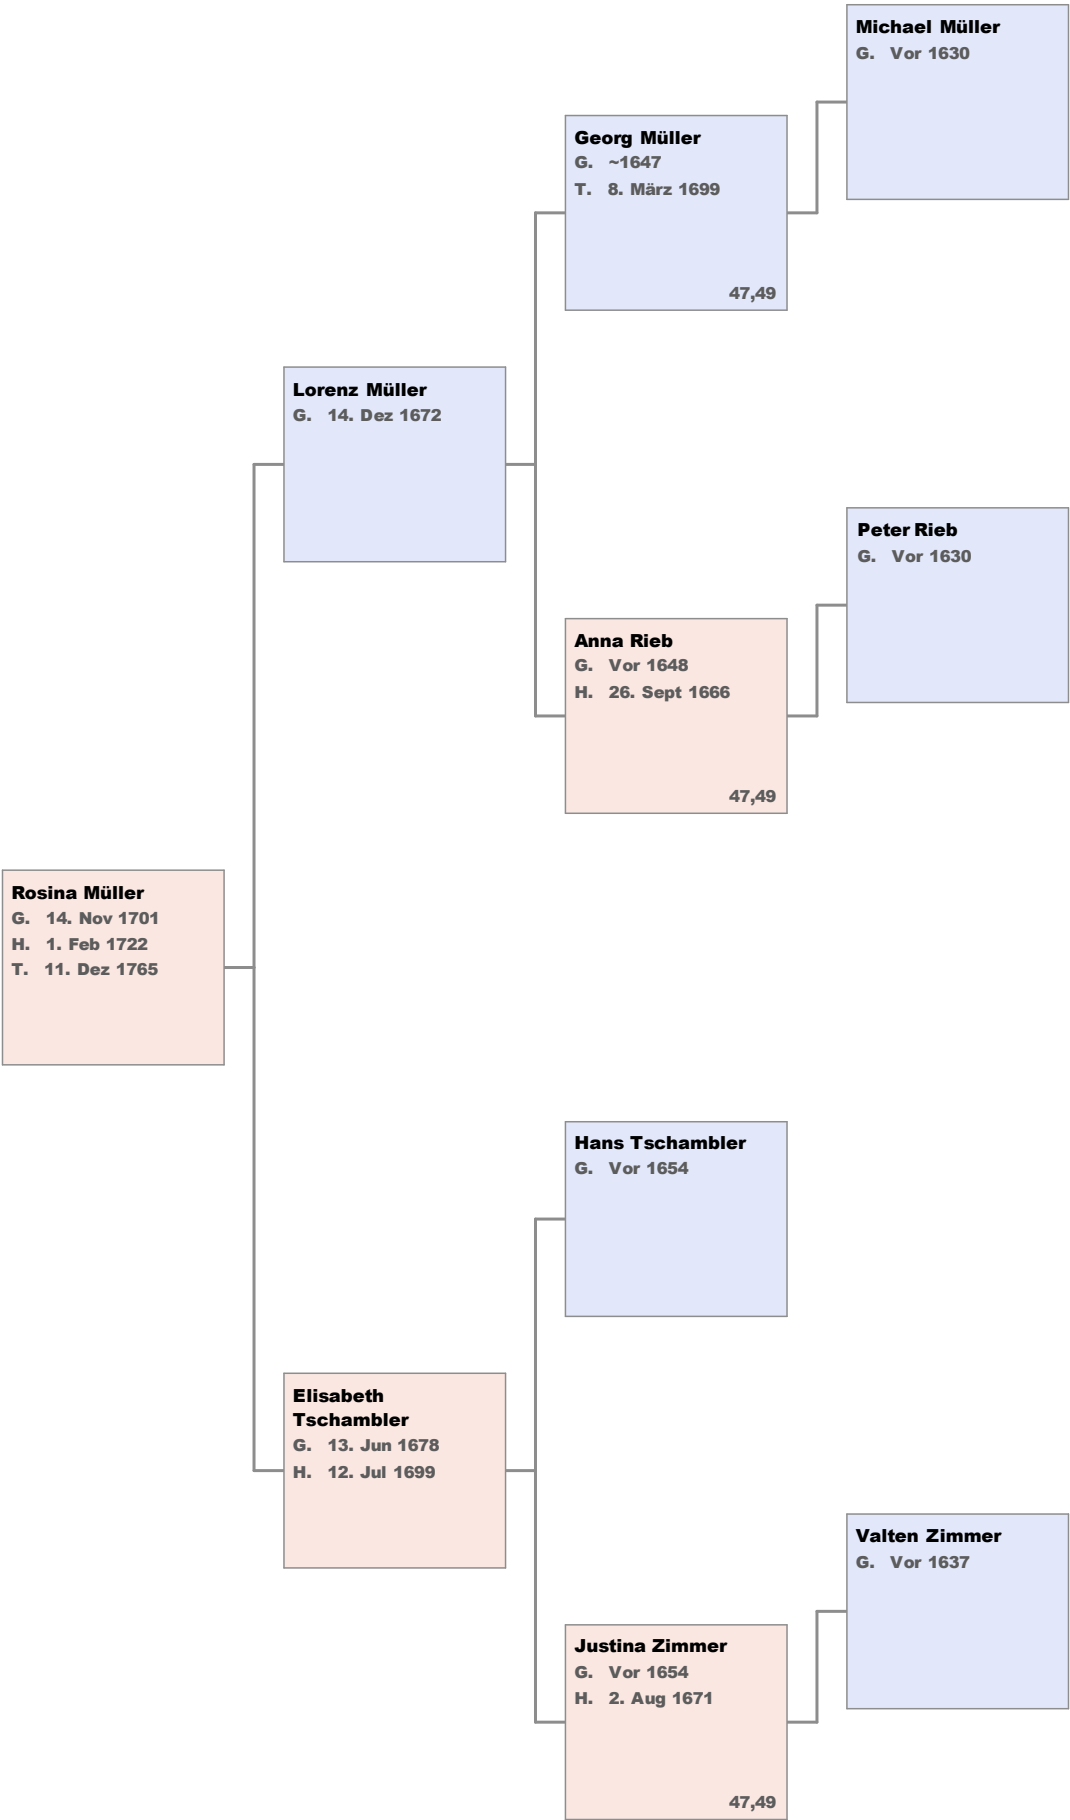 Michael Müller
G. Vor 1630
Georg Müller
G. ~1647
T. 8. März 1699
47,49
Lorenz Müller
G. 14. Dez 1672
Peter Rieb
G. Vor 1630
Anna Rieb
G. Vor 1648
H. 26. Sept 1666
47,49
Rosina Müller
G. 14. Nov 1701
H. 1. Feb 1722
T. 11. Dez 1765
Hans Tschambler
G. Vor 1654
Elisabeth
Tschambler
G. 13. Jun 1678
H. 12. Jul 1699
Valten Zimmer
G. Vor 1637
Justina Zimmer
G. Vor 1654
H. 2. Aug 1671
47,49